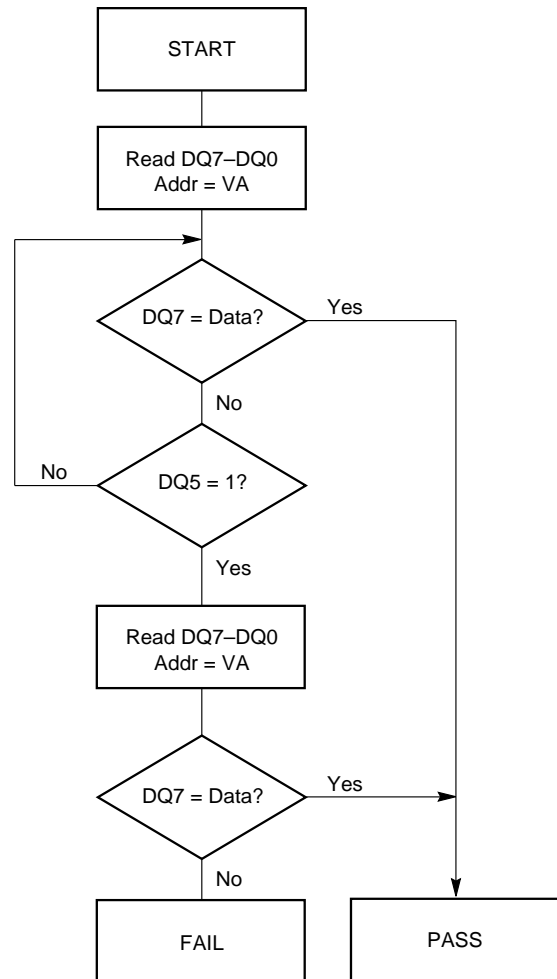 START
Read DQ7–DQ0
Addr = VA
DQ7 = Data?
Yes
No
No
DQ5 = 1?
Yes
Read DQ7–DQ0
Addr = VA
DQ7 = Data?
Yes
No
FAIL
PASS